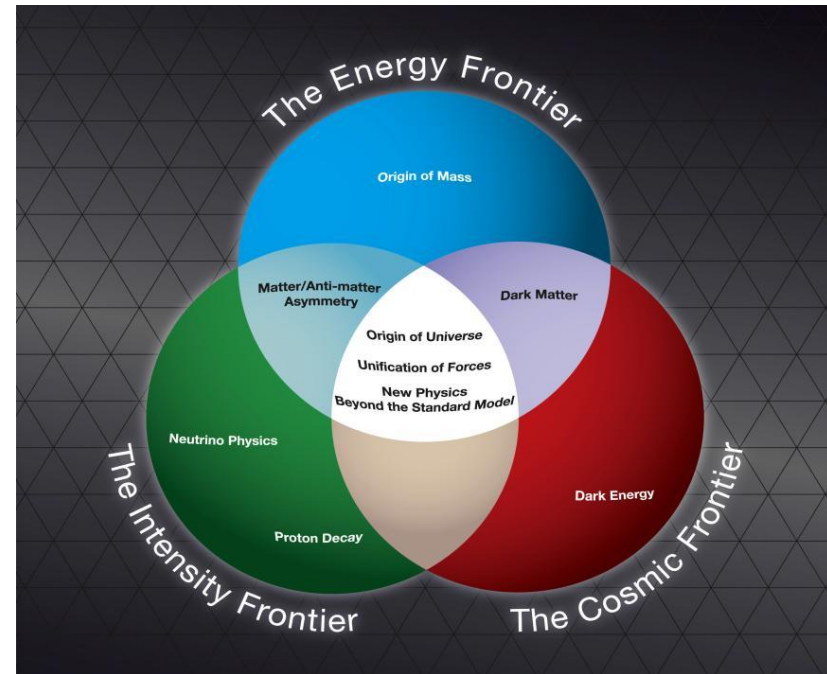 The Energy Frontier
Origin of Mass
Matter/Anti-matter
Asymmetry
Dark Matter
Origin of Universe
Unification of Forces
New Physics
Beyond the Standard Model
Neutrino Physics
Dark Energy
Proton Decay
The Intensity Frontier
The Cosmic Frontier